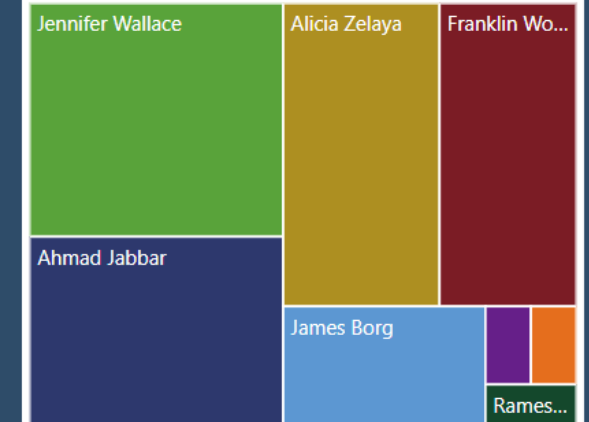 Jennifer Wallace
Alicia Zelaya
Franklin Wo...
Ahmad Jabbar
James Borg
Rames...